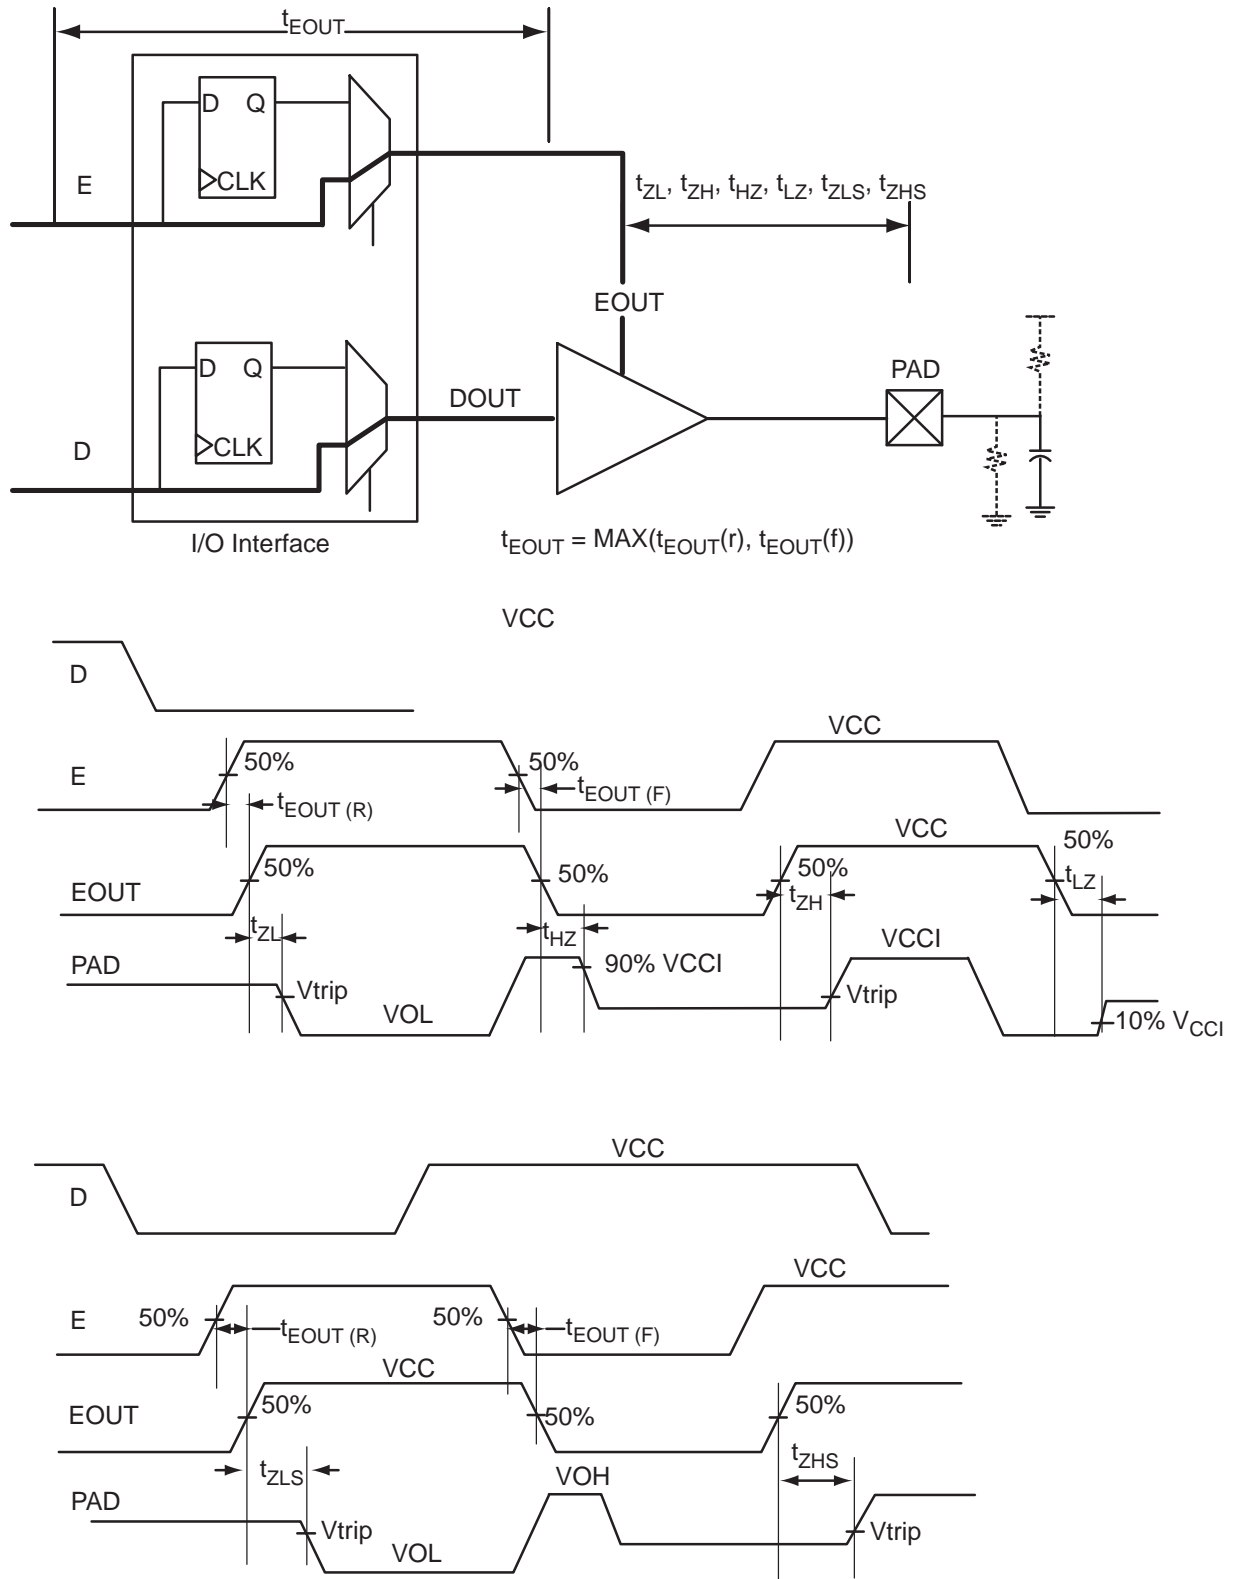 tEOUT
D Q
CLK
E
tZL, tZH, tHZ, tLZ, tZLS, tZHS
EOUT
D Q
CLK
DOUT
PAD
D
I/O Interface
tEOUT = MAX(tEOUT(r), tEOUT(f))
VCC
D
VCC
50%
50%
E
tEOUT (R)
tEOUT (F)
VCC
50%
50%
50%
50%
EOUT
tZL
tHZ
tZH
tLZ
PAD
VCCI
90% VCCI
Vtrip
Vtrip
VOL
10% VCCI
VCC
D
VCC
E
50%
50%
tEOUT (R)
tEOUT (F)
VCC
50%
50%
50%
EOUT
tZLS
tZHS
VOH
PAD
Vtrip
Vtrip
VOL